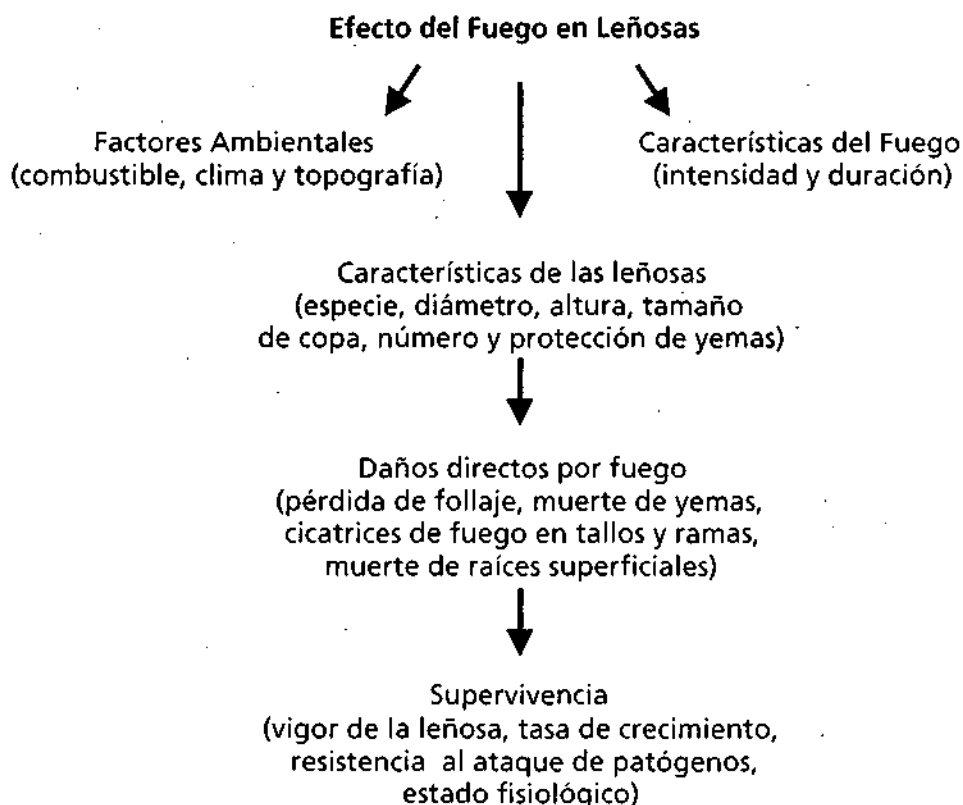 Efecto del Fuego en Leñosas
Factores Ambientales
(combustible, clima y topografía)
Características del Fuego
(intensidad y duración)
Características de las leñosas
(especie, diámetro, altura, tamaño
de copa, número y protección de yemas)
Daños directos por fuego
(pérdida de follaje, muerte de yemas,
cicatrices de fuego en tallos y ramas,
muerte de raíces superficiales)
Supervivencia
(vigor de la leñosa, tasa de crecimiento,
resistencia al ataque de patógenos,
estado fisiológico)